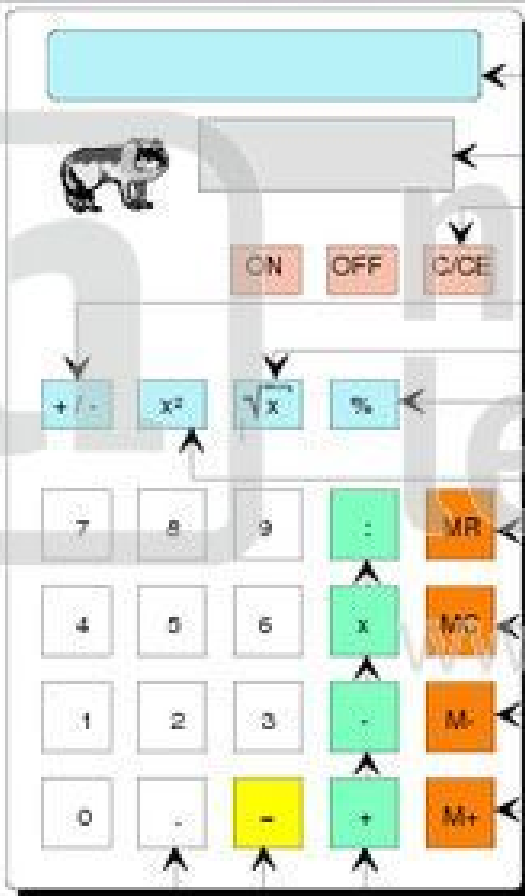 ON OFF C/CE
+ / - x² √x %
7 8 9 : MR
4 5 6 x MC
1 2 3 - M-
0 . = + M+